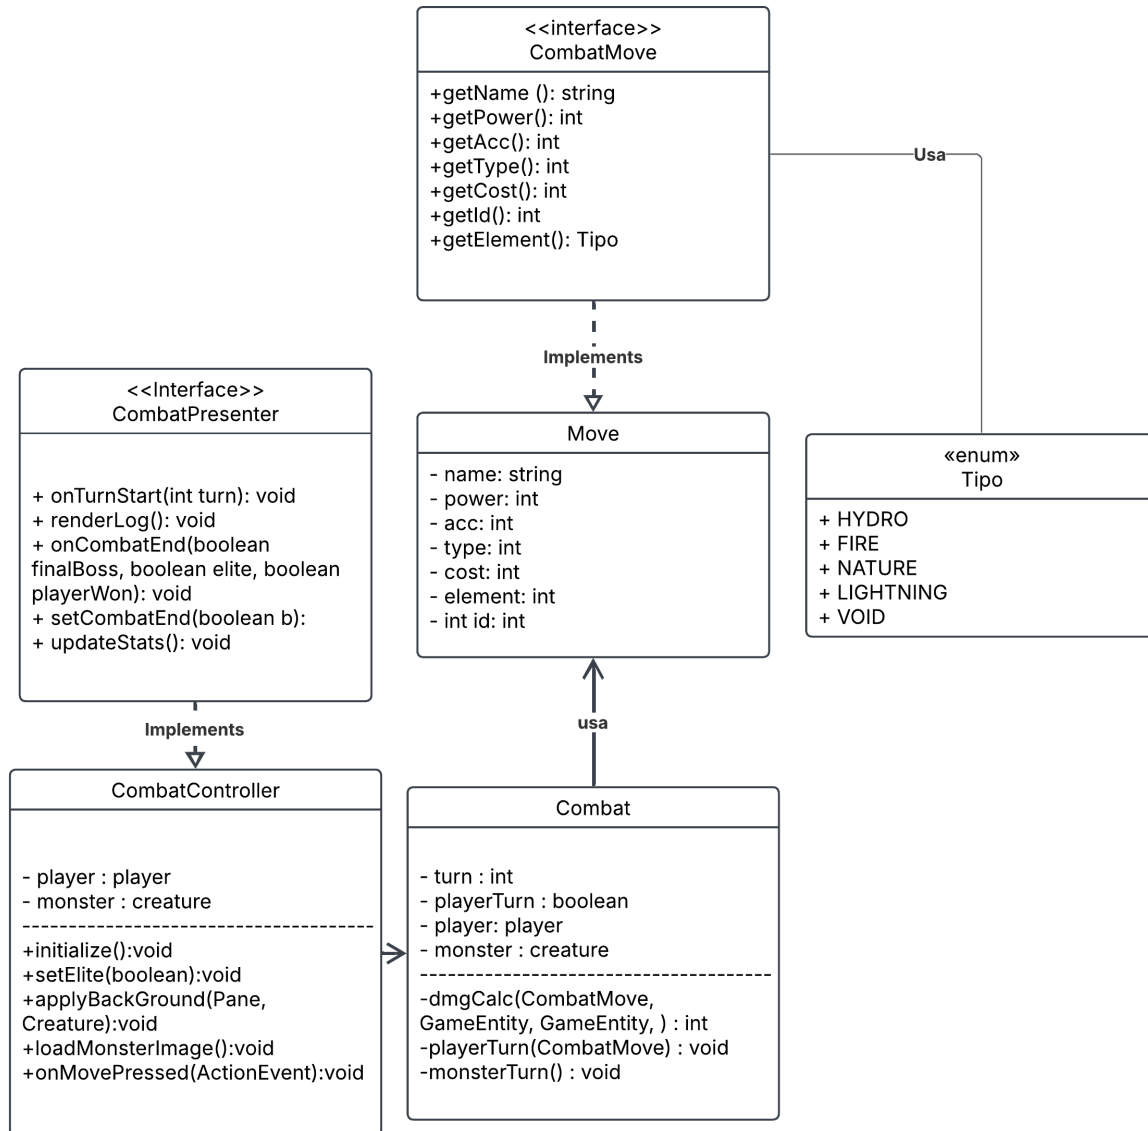 <<interface>>
CombatMove
+getName (): string
+getPower(): int
+getAcc(): int
+getType(): int
+getCost(): int
+getId(): int
+getElement(): Tipo
Usa
Implements
<<Interface>>
CombatPresenter
+ onTurnStart(int turn): void
+ renderLog(): void
+ onCombatEnd(boolean
finalBoss, boolean elite, boolean
playerWon): void
+ setCombatEnd(boolean b):
+ updateStats(): void
Move
- name: string
- power: int
- acc: int
- type: int
- cost: int
- element: int
- int id: int
«enum»
Tipo
+ HYDRO
+ FIRE
+ NATURE
+ LIGHTNING
+ VOID
Implements
usa
CombatController
- player : player
- monster : creature
+initialize():void
+setElite(boolean):void
+applyBackGround(Pane,
Creature):void
+loadMonsterImage():void
+onMovePressed(ActionEvent):void
Combat
- turn : int
- playerTurn : boolean
- player: player
- monster : creature
-dmgCalc(CombatMove,
GameEntity, GameEntity, ) : int
-playerTurn(CombatMove) : void
-monsterTurn() : void